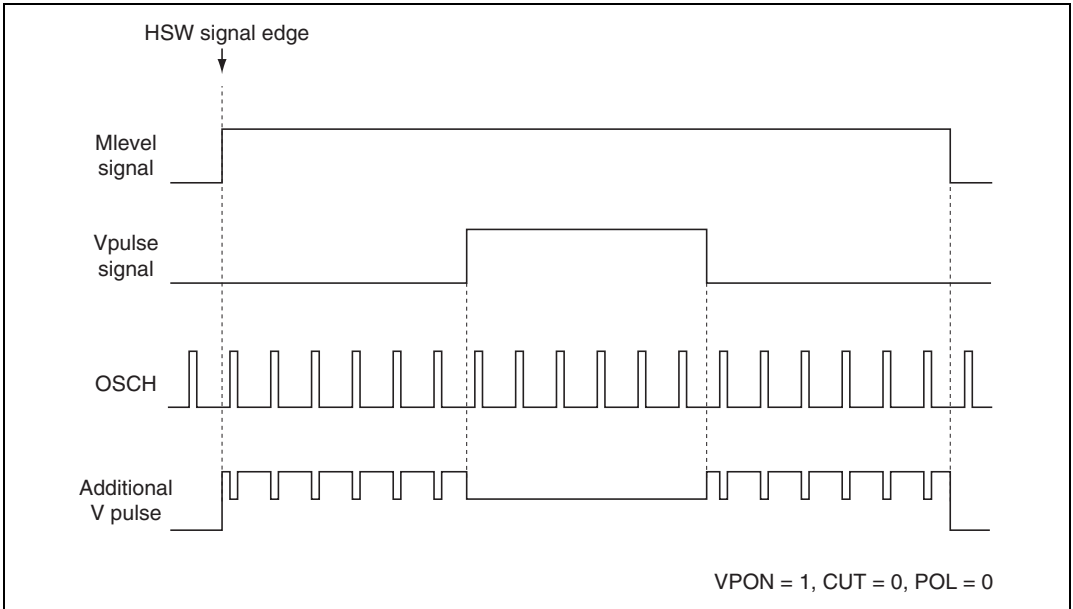 HSW signal edge
Mlevel
signal
Vpulse
signal
OSCH
Additional
V pulse
VPON = 1, CUT = 0, POL = 0